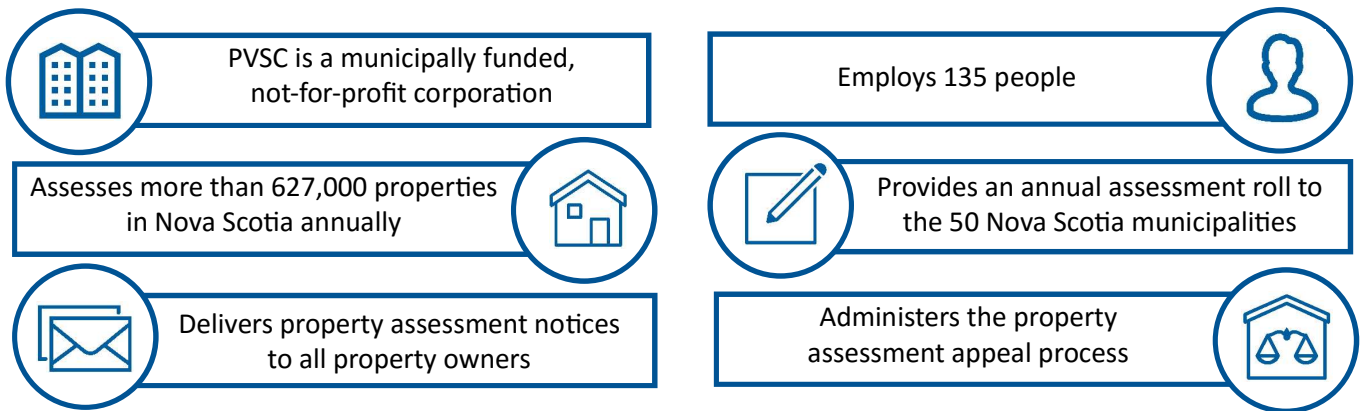 PVSC is a municipally funded,
not-for-profit corporation
Employs 135 people
Assesses more than 627,000 properties
in Nova Scotia annually
Provides an annual assessment roll to
the 50 Nova Scotia municipalities
Delivers property assessment notices
to all property owners
Administers the property
assessment appeal process